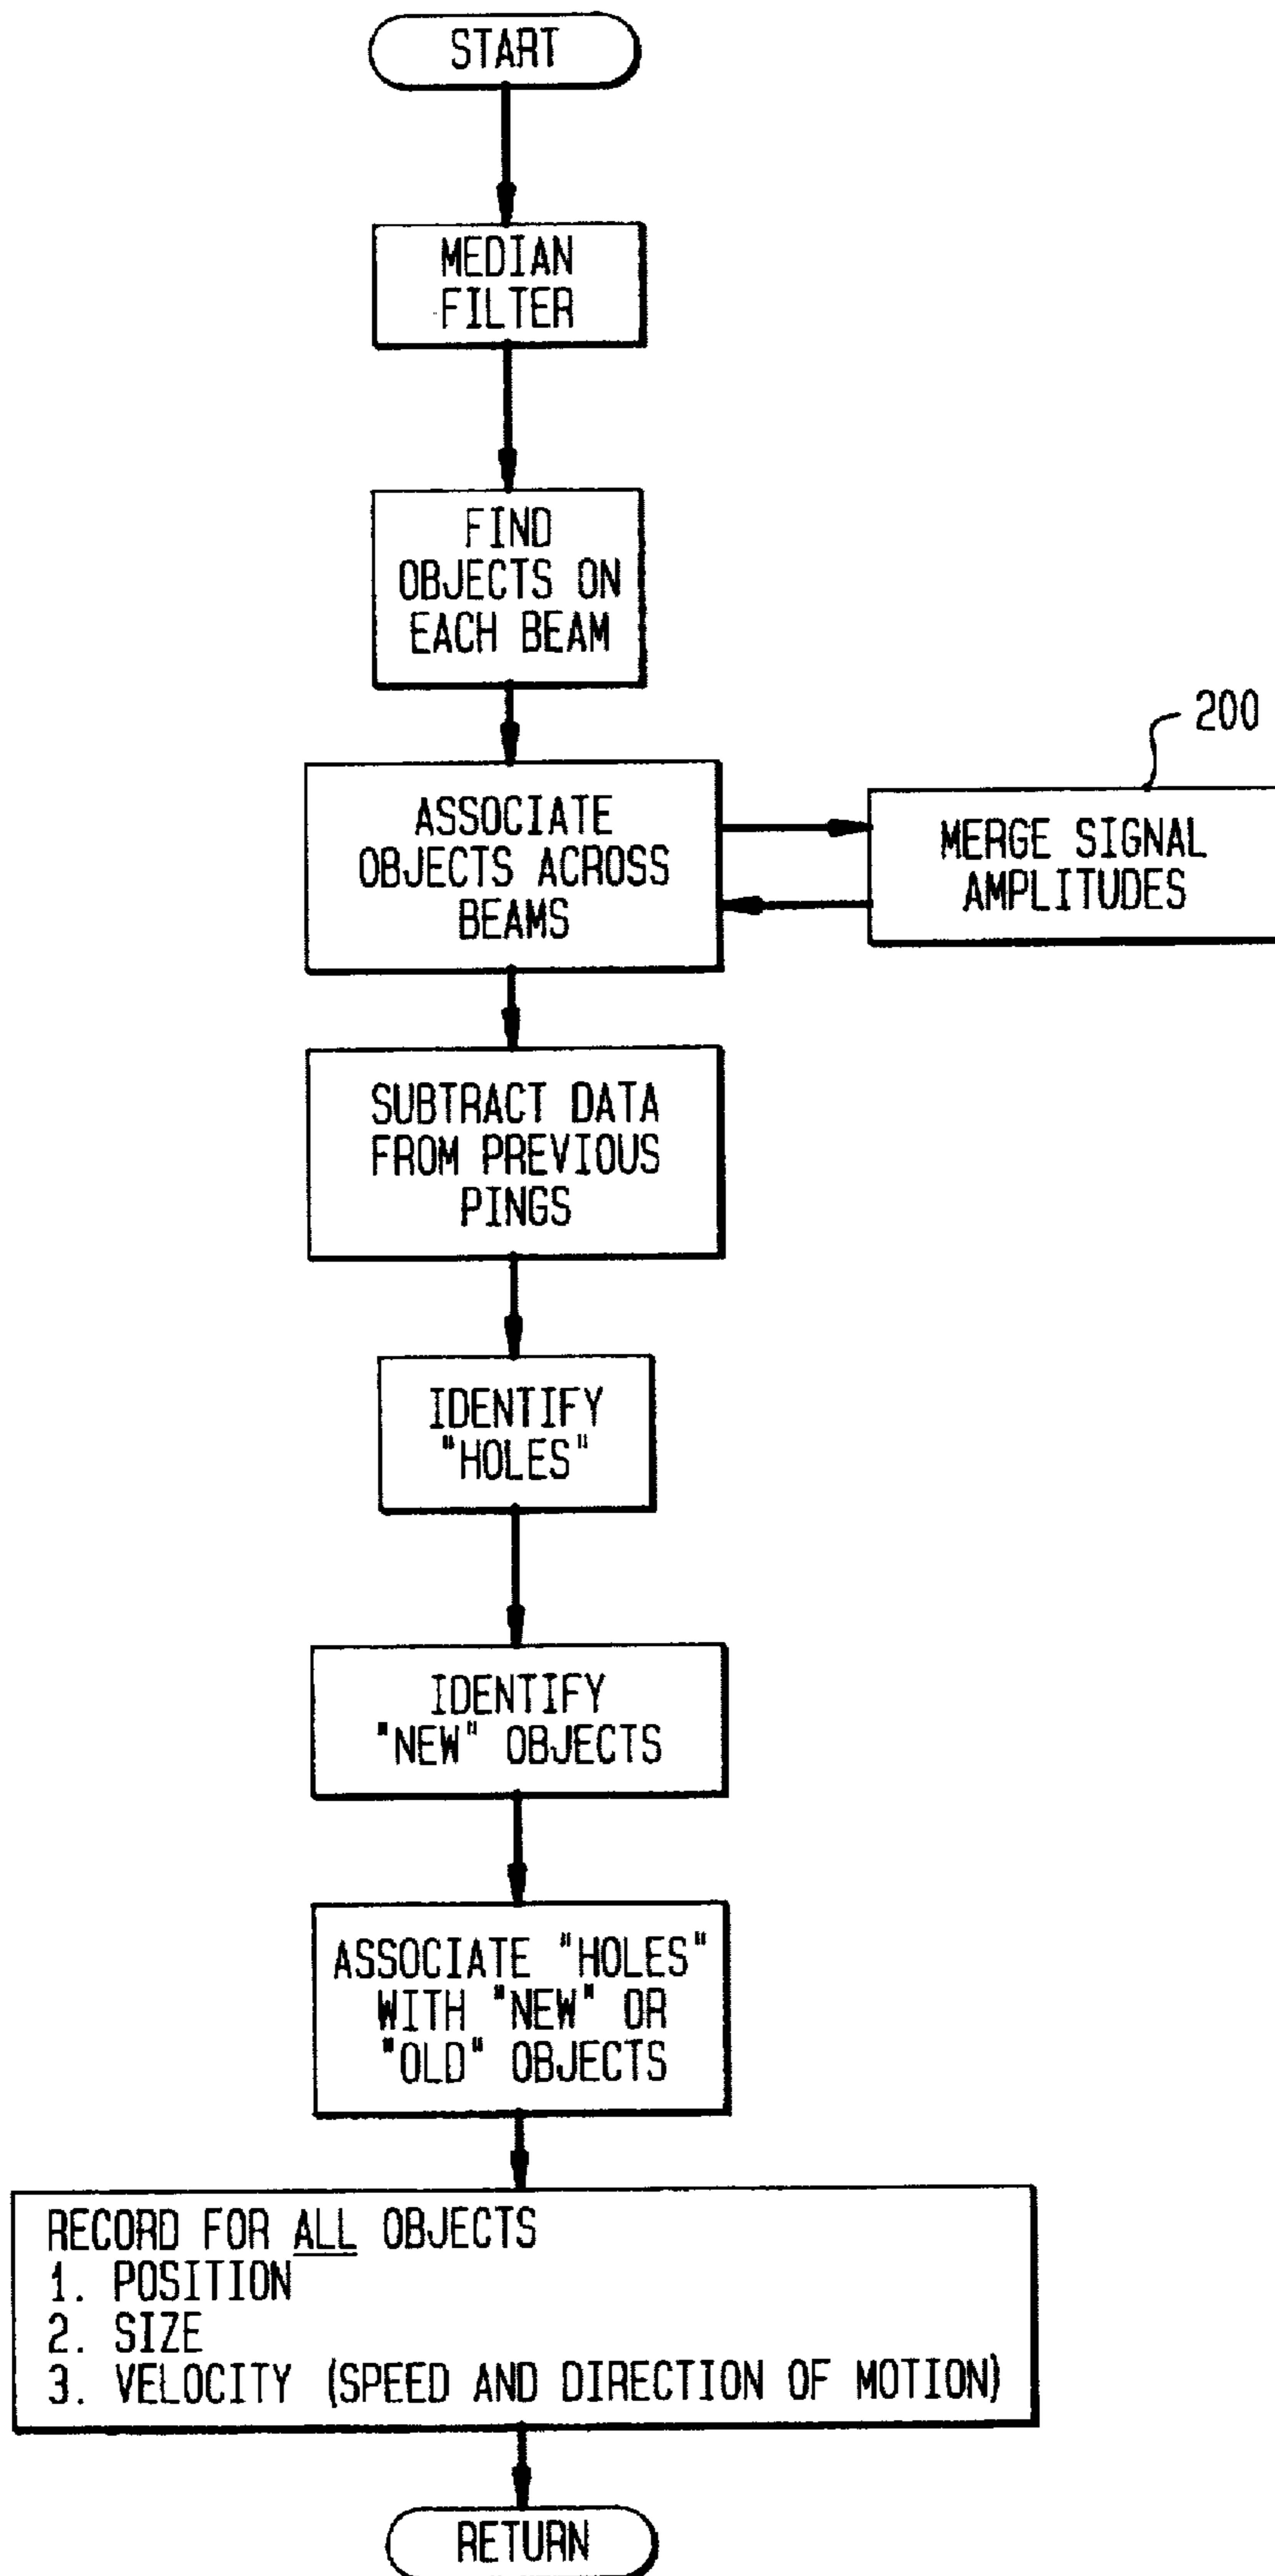 START
MEDIAN
FILTER
FIND
OBJECTS ON
EACH BEAM
200
ASSOCIATE
OBJECTS ACROSS
BEAMS
MERGE SIGNAL
AMPLITUDES
SUBTRACT DATA
FROM PREVIOUS
PINGS
IDENTIFY
"HOLES"
IDENTIFY
"NEW" OBJECTS
ASSOCIATE "HOLES"
WITH "NEW" OR
"OLD" OBJECTS
RECORD FOR ALL OBJECTS
1. POSITION
2. SIZE
3. VELOCITY (SPEED AND DIRECTION OF MOTION)
RETURN